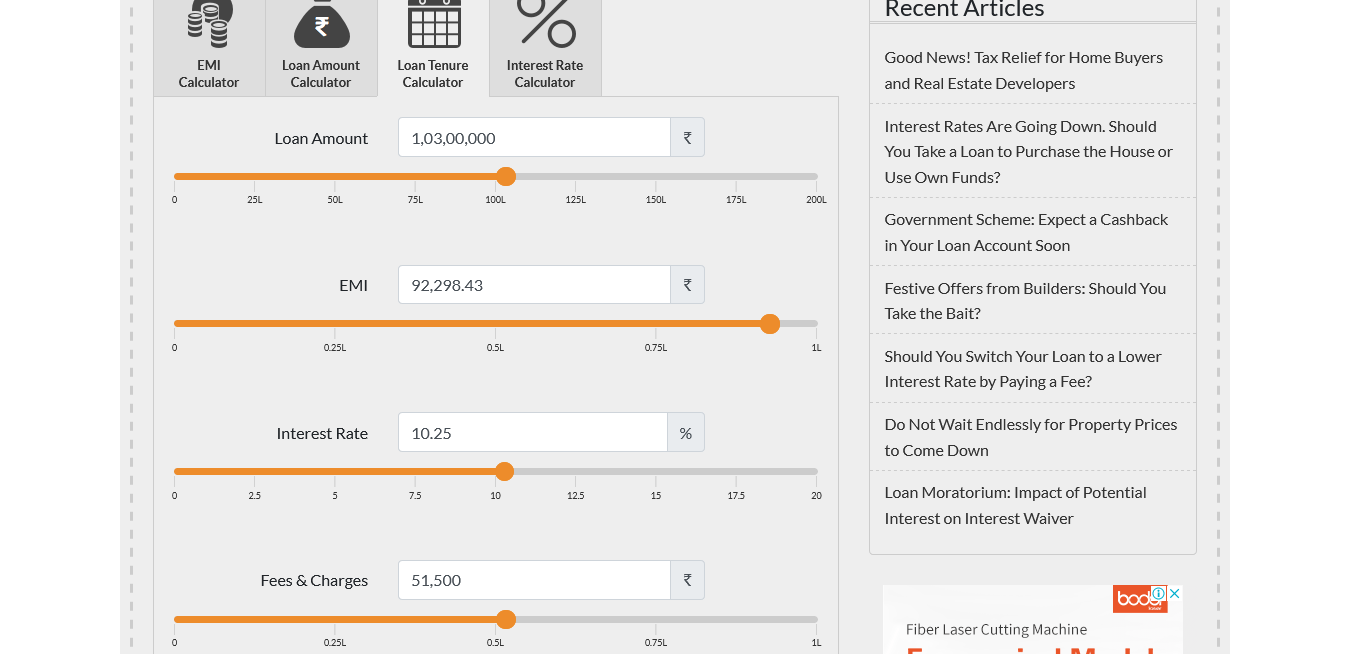 EMI
Calculator
Loan Amount
Calculator
Loan Tenure
Calculator
Interest Rate
Calculator
Loan Amount
1,03,00,000
₹
0 25L 50L 75L 100L 125L 150L 175L 200L
EMI
92,298.43
₹
0 0.25L 0.5L 0.75L 1L
Interest Rate
10.25
%
0 2.5 5 7.5 10 12.5 15 17.5 20
Fees & Charges
51,500
₹
0 0.25L 0.5L 0.75L 1L
Recent Articles
Good News! Tax Relief for Home Buyers
and Real Estate Developers
Interest Rates Are Going Down. Should
You Take a Loan to Purchase the House or
Use Own Funds?
Government Scheme: Expect a Cashback
in Your Loan Account Soon
Festive Offers from Builders: Should You
Take the Bait?
Should You Switch Your Loan to a Lower
Interest Rate by Paying a Fee?
Do Not Wait Endlessly for Property Prices
to Come Down
Loan Moratorium: Impact of Potential
Interest on Interest Waiver
Fiber Laser Cutting Machine